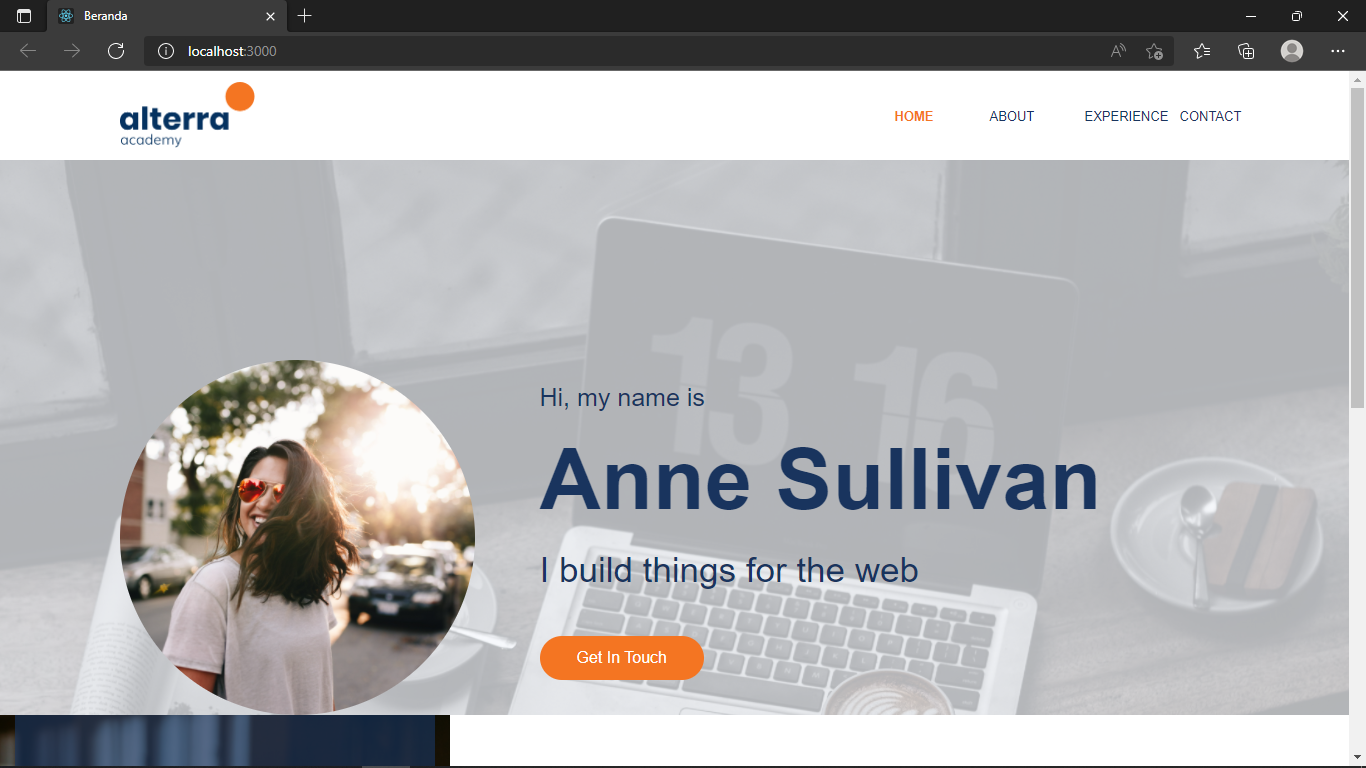 Beranda
localhost:3000
alterra
academy
HOME ABOUT EXPERIENCE CONTACT
13 16
Hi, my name is
Anne Sullivan
I build things for the web
Get In Touch